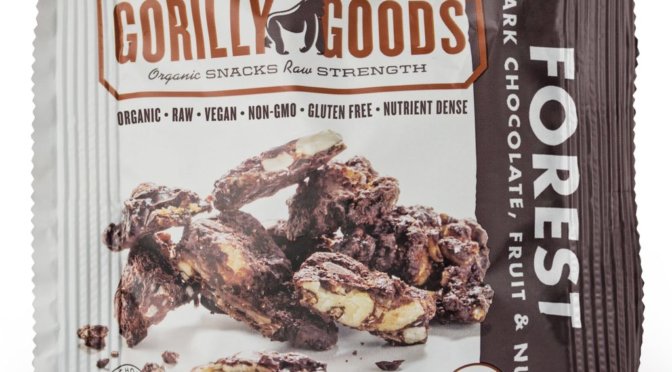 GORILLY GOODS
Organic SNACKS Raw STRENGTH
ORGANIC • RAW • VEGAN • NON-GMO • GLUTEN FREE • NUTRIENT DENSE
FOREST
ARK CHOCOLATE, FRUIT & NU